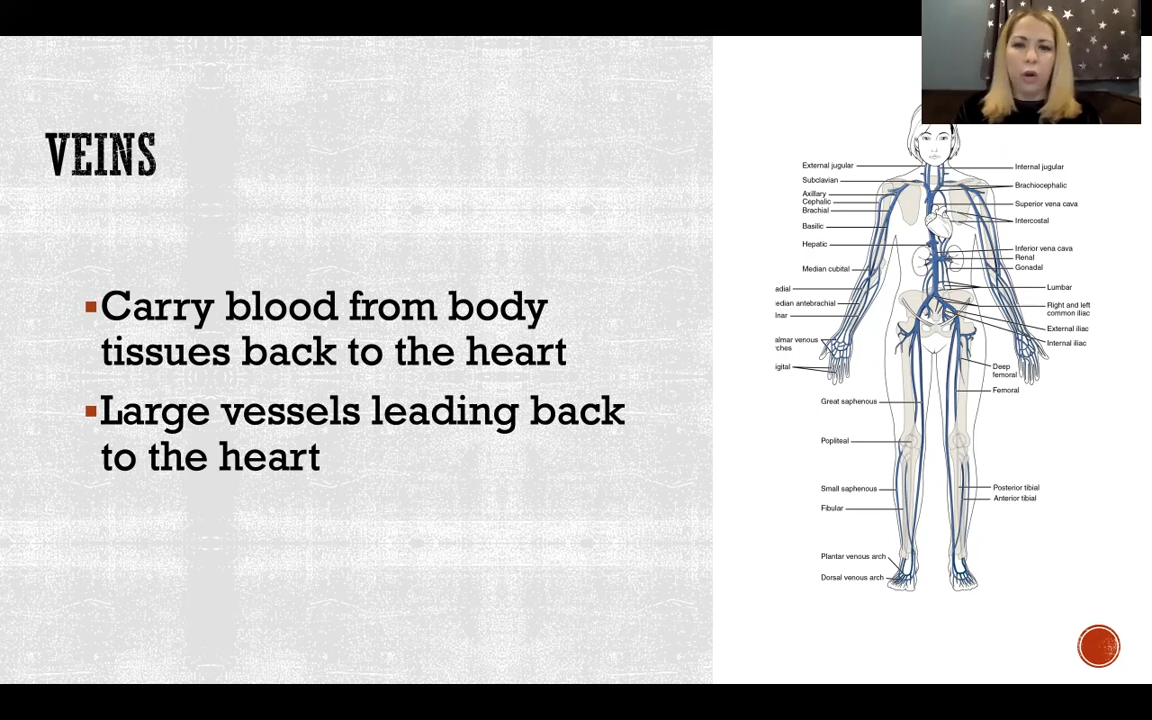 VEINS
Carry blood from body
tissues back to the heart
Large vessels leading back
to the heart
External jugular
Subclavian
Axillary
Cephalic
Brachial
Basilic
Hepatic
Median cubital
adial
edian antebrachial
lnar
almar venous
rches
igital
Great saphenous
Popliteal
Small saphenous
Fibular
Plantar venous arch
Dorsal venous arch
Internal jugular
Brachiocephalic
Superior vena cava
Intercostal
Inferior vena cava
Renal
Gonadal
Lumbar
Right and left
common iliac
External iliac
Internal iliac
Deep
femoral
Femoral
Posterior tibial
Anterior tibial